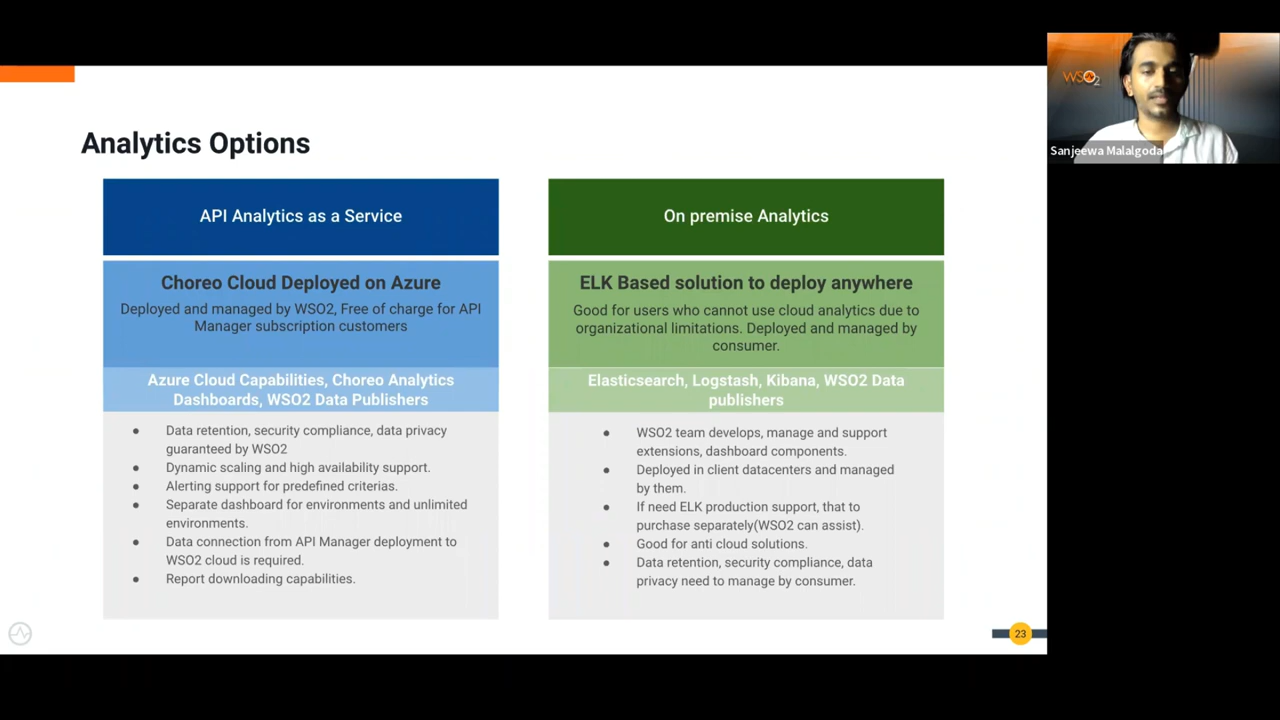 Analytics Options
API Analytics as a Service
Choreo Cloud Deployed on Azure
Deployed and managed by WSO2, Free of charge for API
Manager subscription customers
Azure Cloud Capabilities, Choreo Analytics
Dashboards, WSO2 Data Publishers
● Data retention, security compliance, data privacy
guaranteed by WSO2
● Dynamic scaling and high availability support.
● Alerting support for predefined criterias.
● Separate dashboard for environments and unlimited
environments.
● Data connection from API Manager deployment to
WSO2 cloud is required.
● Report downloading capabilities.
On premise Analytics
ELK Based solution to deploy anywhere
Good for users who cannot use cloud analytics due to
organizational limitations. Deployed and managed by
consumer.
Elasticsearch, Logstash, Kibana, WSO2 Data
publishers
● WSO2 team develops, manage and support
extensions, dashboard components.
● Deployed in client datacenters and managed
by them.
● If need ELK production support, that to
purchase separately(WSO2 can assist).
● Good for anti cloud solutions.
● Data retention, security compliance, data
privacy need to manage by consumer.
23
WSO2
Sanjeewa Malalgoda